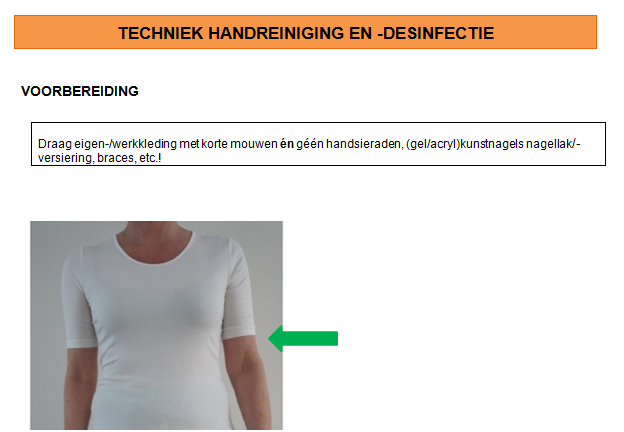 TECHNIEK HANDREINIGING EN -DESINFECTIE
VOORBEREIDING
Draag eigen-/werkkleding met korte mouwen én géén handsieraden, (gel/acryl)kunstnagels nagellak/-
versiering, braces, etc.!